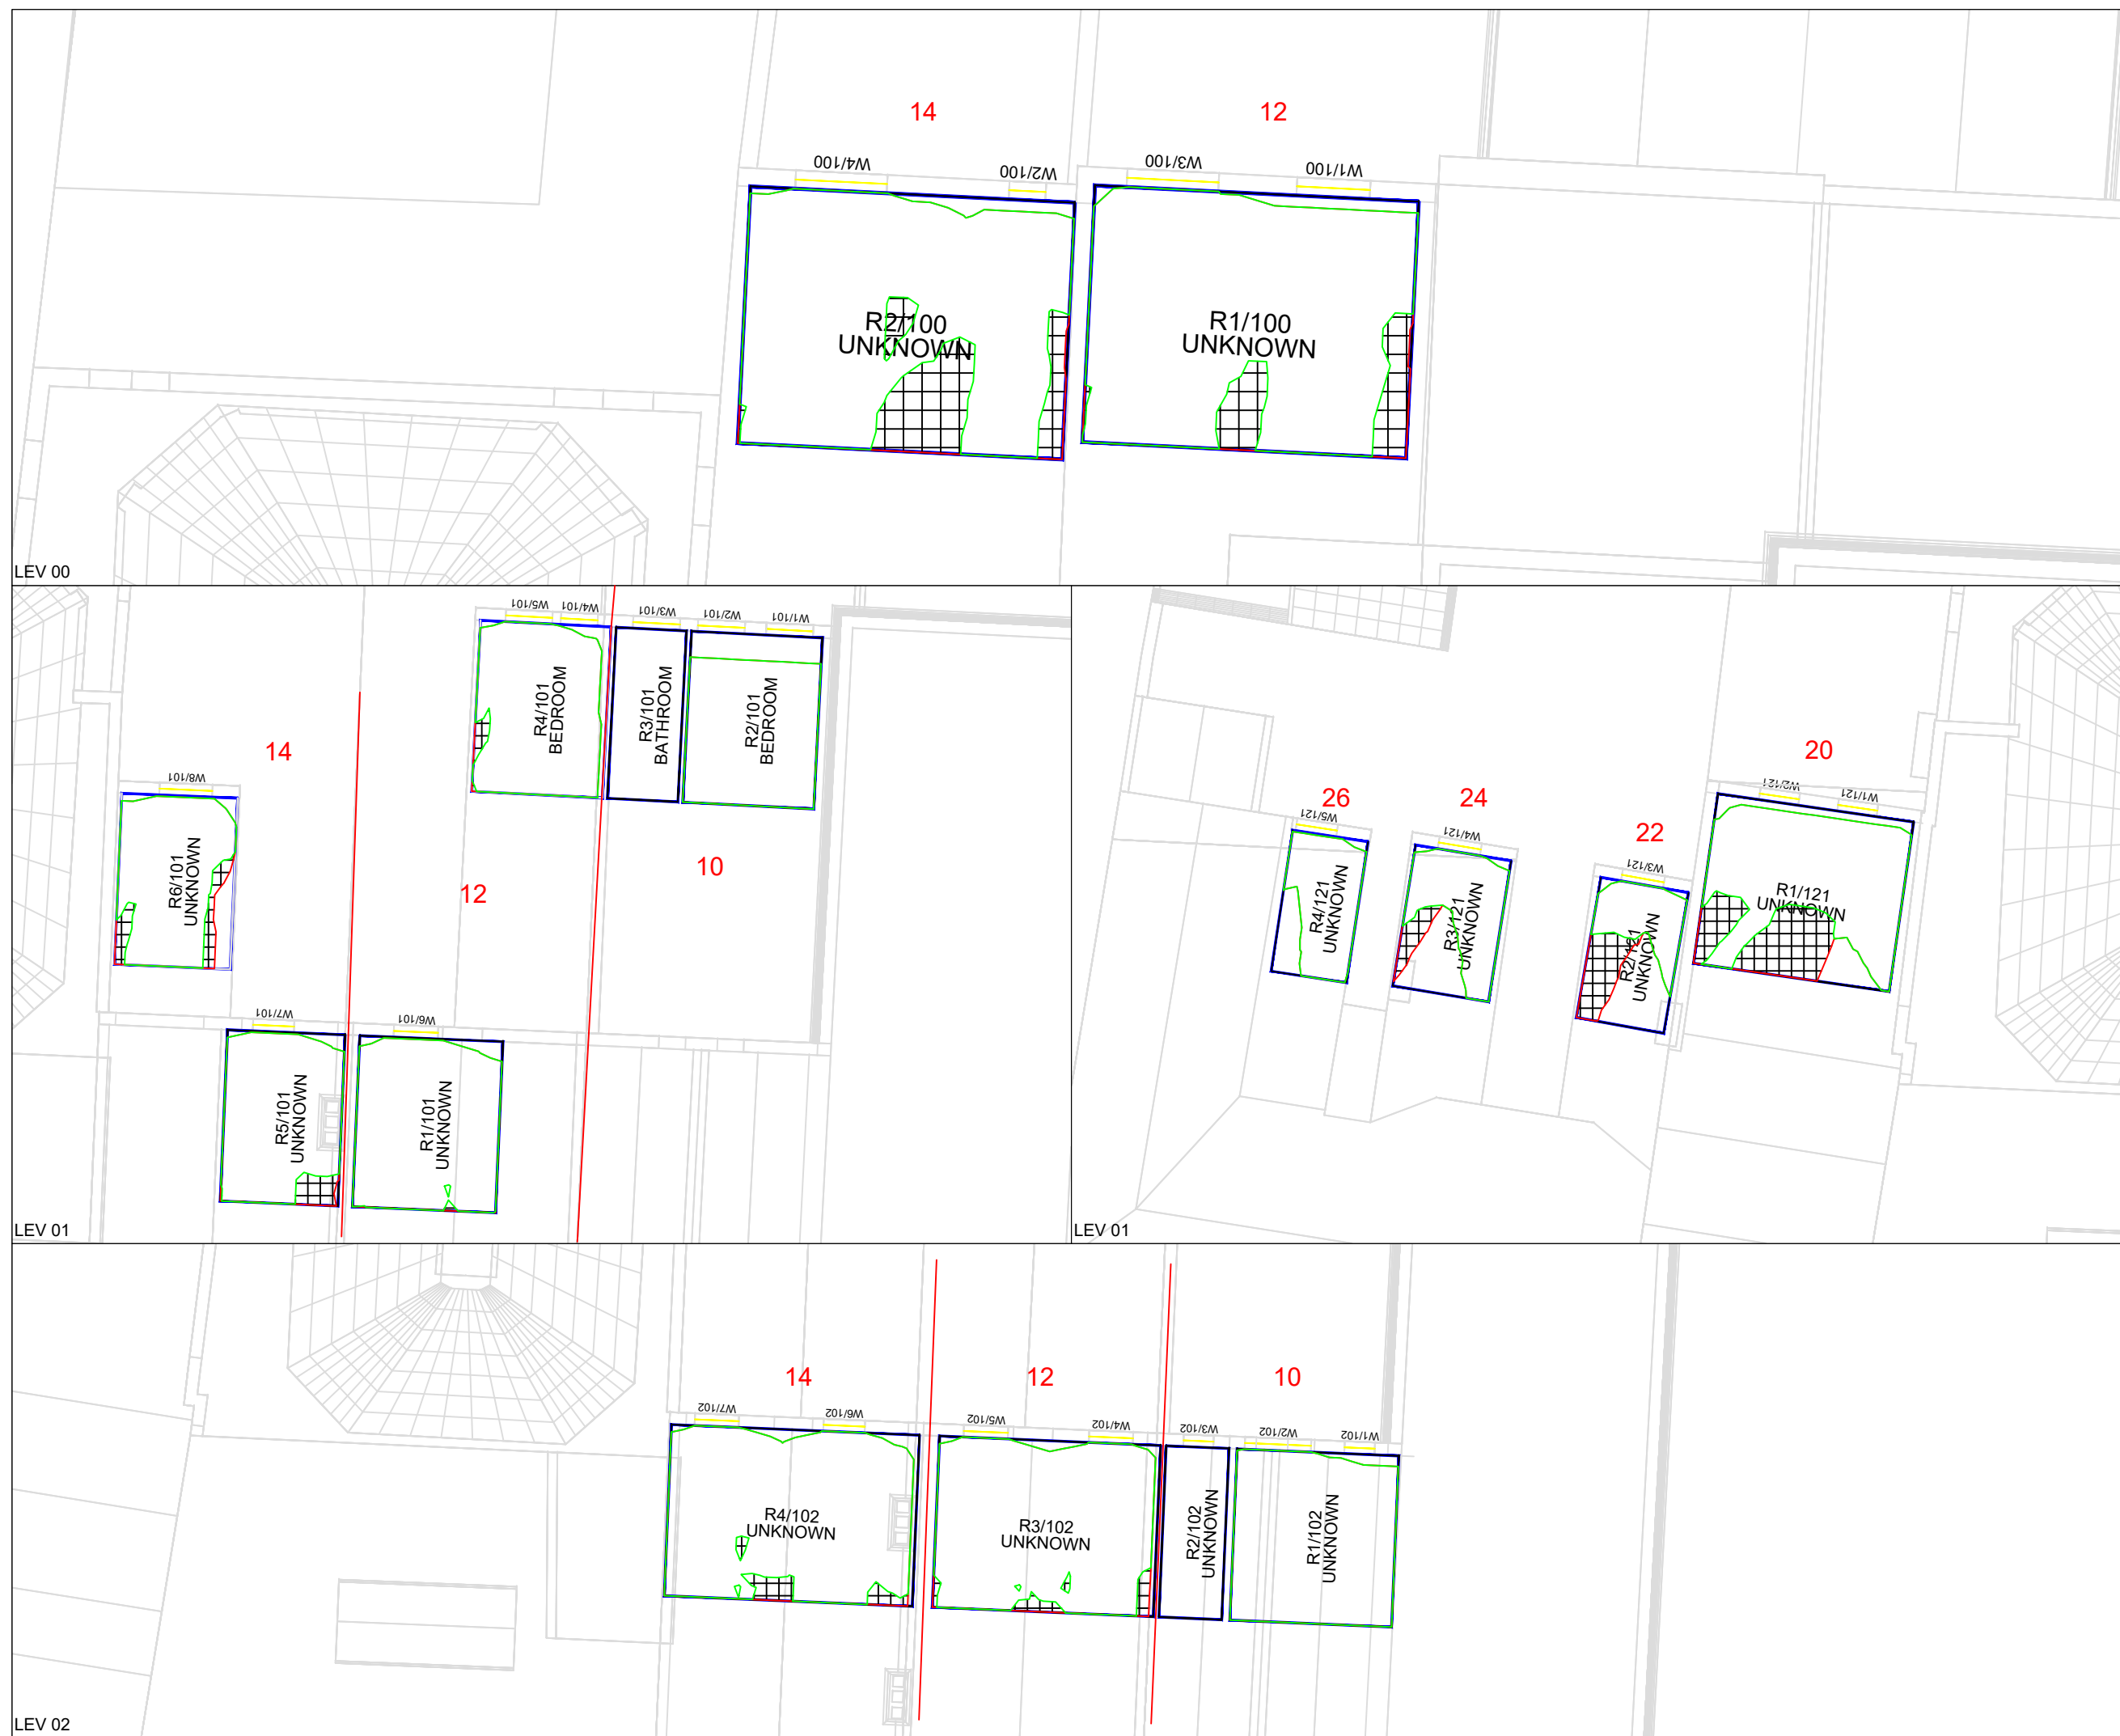 14
12
W4/100
W2/100
W3/100
W1/100
R2/100
UNKNOWN
R1/100
UNKNOWN
LEV 00
W5/101
W4/101
W3/101
W2/101
W1/101
R4/101
BEDROOM
R3/101
BATHROOM
R2/101
BEDROOM
14
W8/101
R6/101
UNKNOWN
12
10
W7/101
W6/101
R5/101
UNKNOWN
R1/101
UNKNOWN
LEV 01
20
26
24
22
W2/121
W1/121
W5/121
W4/121
W3/121
R4/121
UNKNOWN
R3/121
UNKNOWN
R2/121
UNKNOWN
R1/121
UNKNOWN
LEV 01
14
12
10
W7/102
W6/102
W5/102
W4/102
W3/102
W2/102
W1/102
R4/102
UNKNOWN
R3/102
UNKNOWN
R2/102
UNKNOWN
R1/102
UNKNOWN
LEV 02